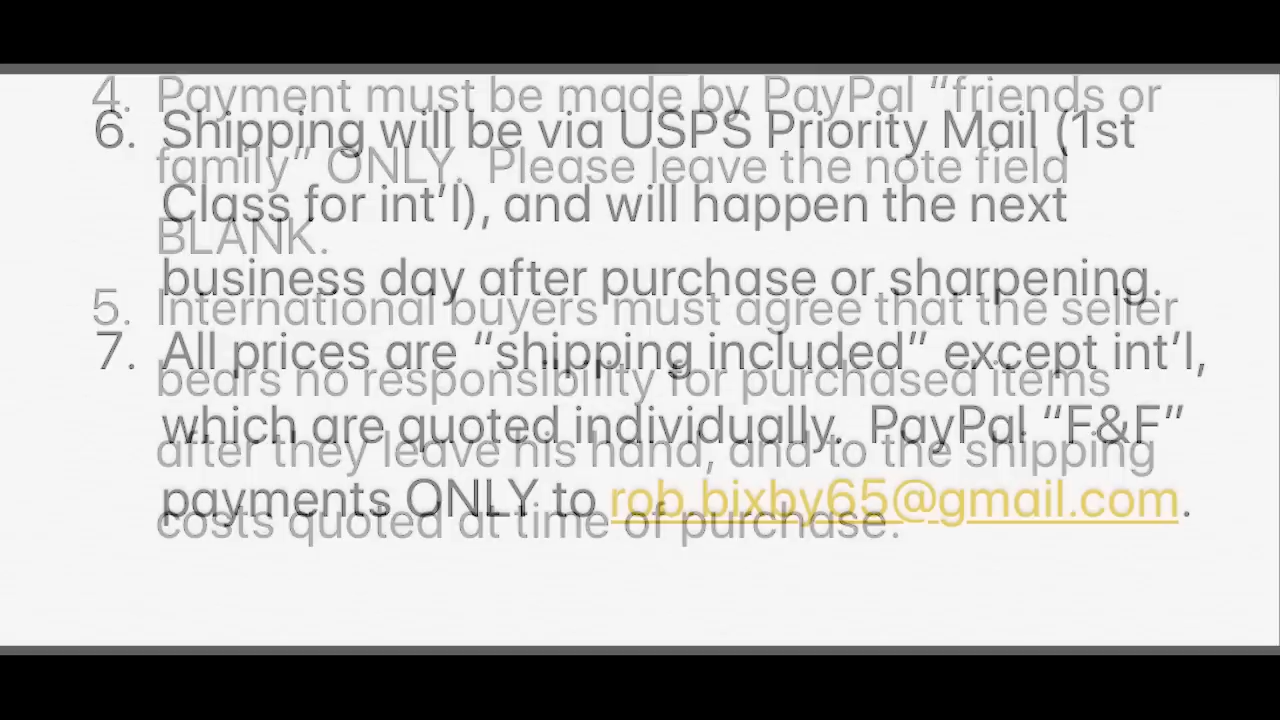 4. Payment must be made by PayPal “friends or
family” ONLY. Please leave the note field
BLANK.
5. International buyers must agree that the seller
bears no responsibility for purchased items
after they leave his hand, and to the shipping
costs quoted at time of purchase.
6. Shipping will be via USPS Priority Mail (1st
Class for int’l), and will happen the next
business day after purchase or sharpening.
7. All prices are “shipping included” except int’l,
which are quoted individually. PayPal “F&F”
payments ONLY to rob.bixby65@gmail.com.